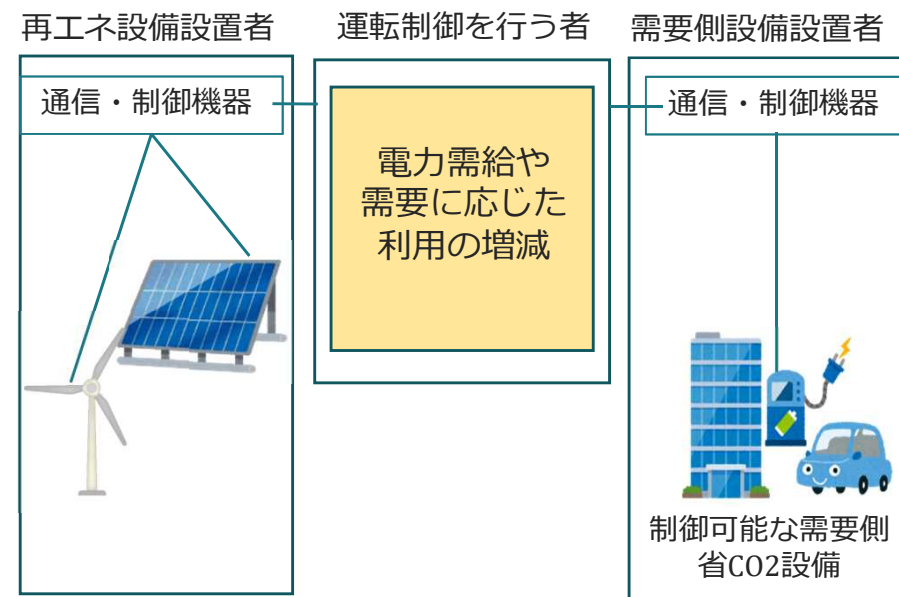 再エネ設備設置者
運転制御を行う者
需要側設備設置者
通信・制御機器
電力需給や
需要に応じた
利用の増減
通信・制御機器
制御可能な需要側
省CO2設備